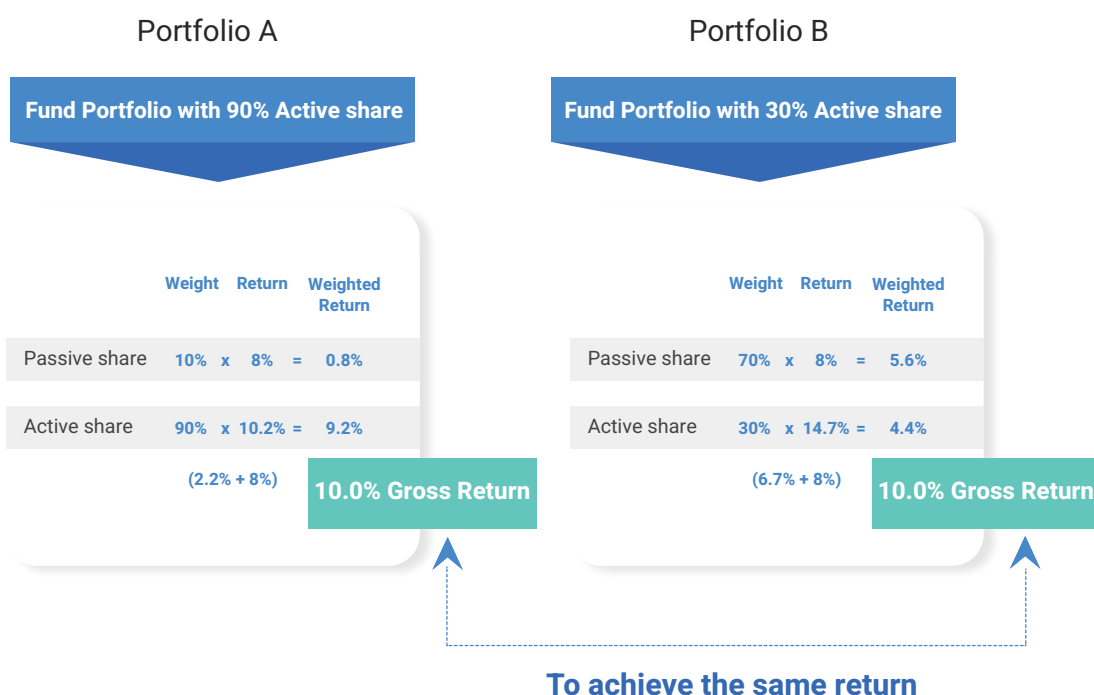 Portfolio A
Fund Portfolio with 90% Active share
Weight Return Weighted
Return
Passive share 10% x 8% = 0.8%
Active share 90% x 10.2% = 9.2%
(2.2% + 8%)
10.0% Gross Return
Portfolio B
Fund Portfolio with 30% Active share
Weight Return Weighted
Return
Passive share 70% x 8% = 5.6%
Active share 30% x 14.7% = 4.4%
(6.7% + 8%)
10.0% Gross Return
To achieve the same return